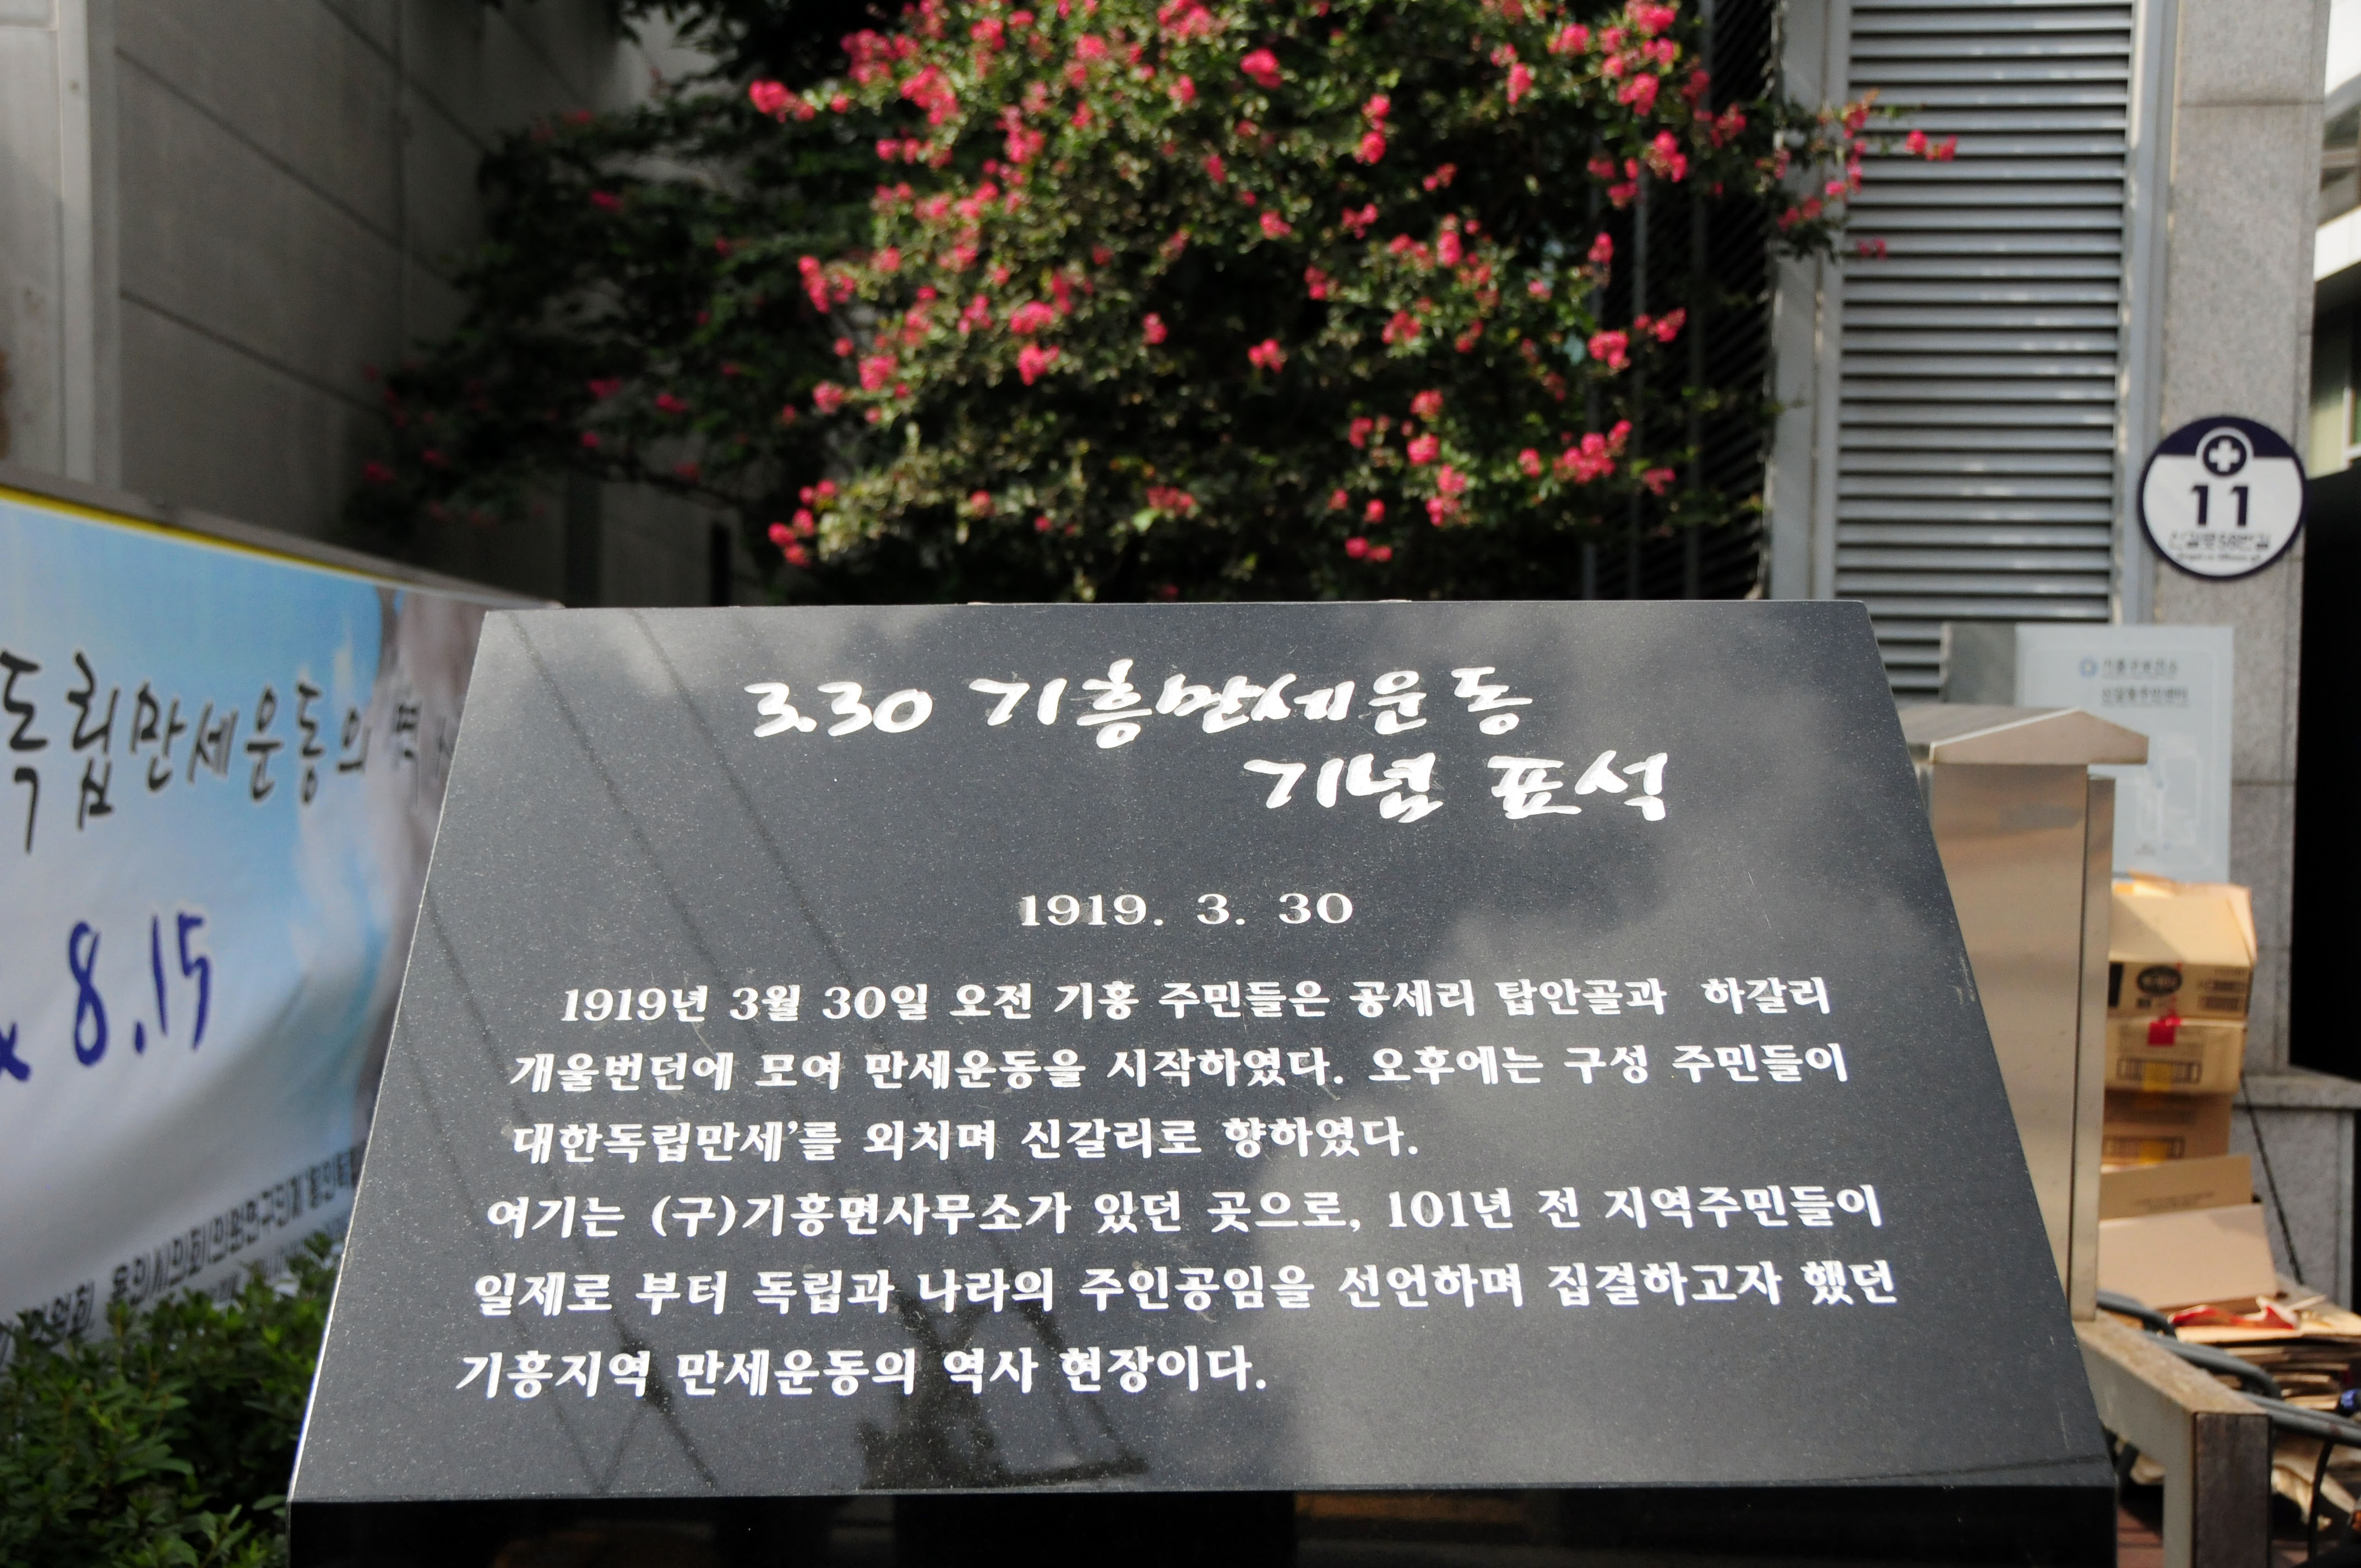 3.30 기흥만세운동
기념 표석
1919. 3. 30
1919년 3월 30일 오전 기흥 주민들은 공세리 탑안골과 하갈리
개울번던에 모여 만세운동을 시작하였다. 오후에는 구성 주민들이
대한독립만세’를 외치며 신갈리로 향하였다.
여기는 (구)기흥면사무소가 있던 곳으로, 101년 전 지역주민들이
일제로 부터 독립과 나라의 주인공임을 선언하며 집결하고자 했던
기흥지역 만세운동의 역사 현장이다.
독립만세운동의 역
8.15
11